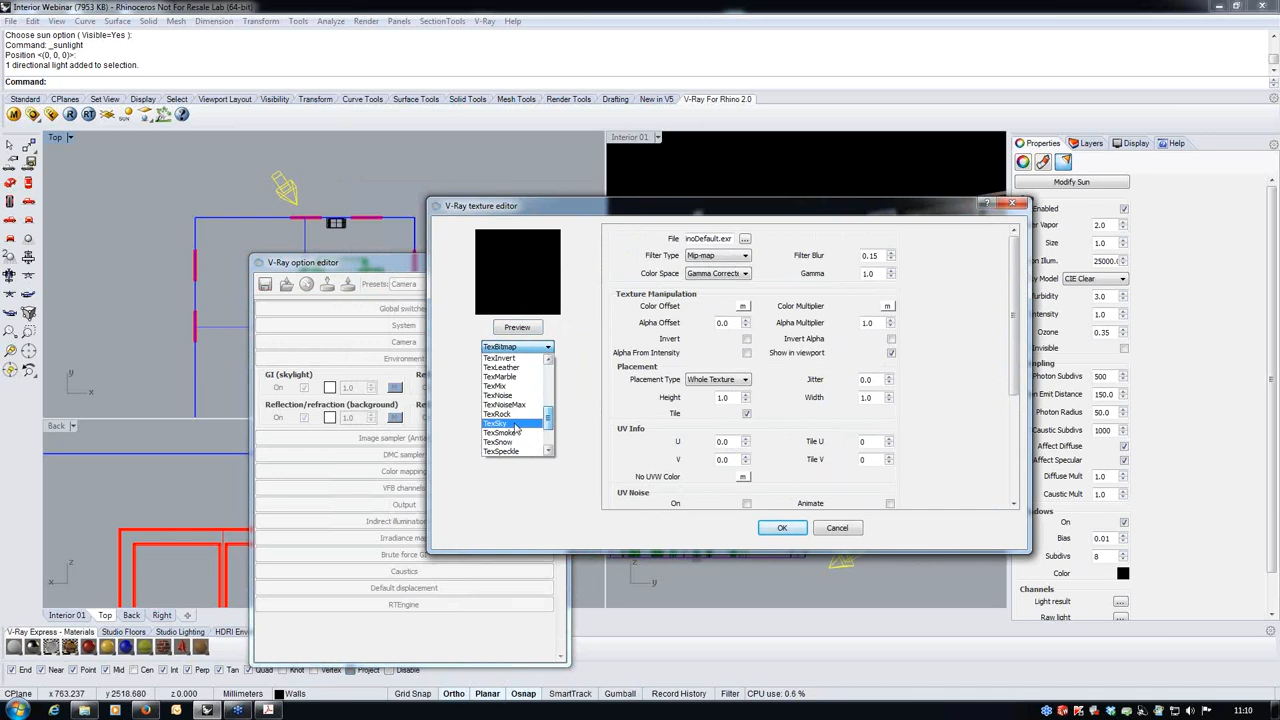 Interior Webinar (7953 KB) - Rhinoceros Not For Resale Lab (64-bit)
File Edit View Curve Surface Solid Mesh Dimension Transform Tools Analyze Render Panels SectionTools V-Ray Help
Choose sun option ( Visible=Yes ):
Command: _sunlight
Position <(0, 0, 0)>:
1 directional light added to selection.
Command:
Standard CPlanes Set View Display Select Viewport Layout Visibility Transform Curve Tools Surface Tools Solid Tools Mesh Tools Render Tools Drafting New in V5 V-Ray For Rhino 2.0
M R RT SUN
Top
Interior 01
Properties Layers Display Help
Modify Sun
Enabled
Vapor 2.0
Size 1.0
25000.
Model CIE Clear
3.0
1.0
Ozone 0.35
Photon Subdivs 500
Photon Radius 50.0
Caustic Subdivs 1000
Affect Diffuse
Affect Specular
Diffuse Mult 1.0
Caustic Mult 1.0
On
Bias 0.01
Subdivs 8
Color
Channels
Light result ...
Raw light
V-Ray texture editor
Preview
TexBitmap
TexInvert
TexLeather
TexMarble
TexMix
TexNoise
TexNoiseMax
TexRock
TexSky
TexSmoke
TexSnow
TexSpeckle
File inoDefault.exr ...
Filter Type Mip-map Filter Blur 0.15
Color Space Gamma Gamma 1.0
Texture Manipulation
Color Offset m Color Multiplier m
Alpha Offset 0.0 Alpha Multiplier 1.0
Invert Invert Alpha
Alpha From Intensity Show in viewport
Placement
Placement Type Whole Texture Jitter 0.0
Height 1.0 Width 1.0
Tile
UV Info
U 0.0 Tile U 0
V 0.0 Tile V 0
No UVW Color m
UV Noise
On Animate
OK Cancel
V-Ray option editor
Presets: Camera
Global switches
System
Camera
Environment
GI (skylight)
On 1.0
Reflection/refraction (background)
On 1.0
Image sampler
DMC sampler
Color mapping
VFB channels
Output
Indirect illumination
Irradiance map
Brute force GI
Caustics
Default displacement
RTEngine
Back
y
x
z
x
z
y
Interior 01 Top Back Right
V-Ray Express - Materials Studio Floors Studio Lighting HDRI
End Near Point Mid Cen Int Perp Tan Quad Knot Vertex Project Disable
CPlane x 763.237 y 2518.680 z 0.000 Millimeters Walls Grid Snap Ortho Planar Osnap SmartTrack Gumball Record History Filter CPU use: 0.6 %
11:10